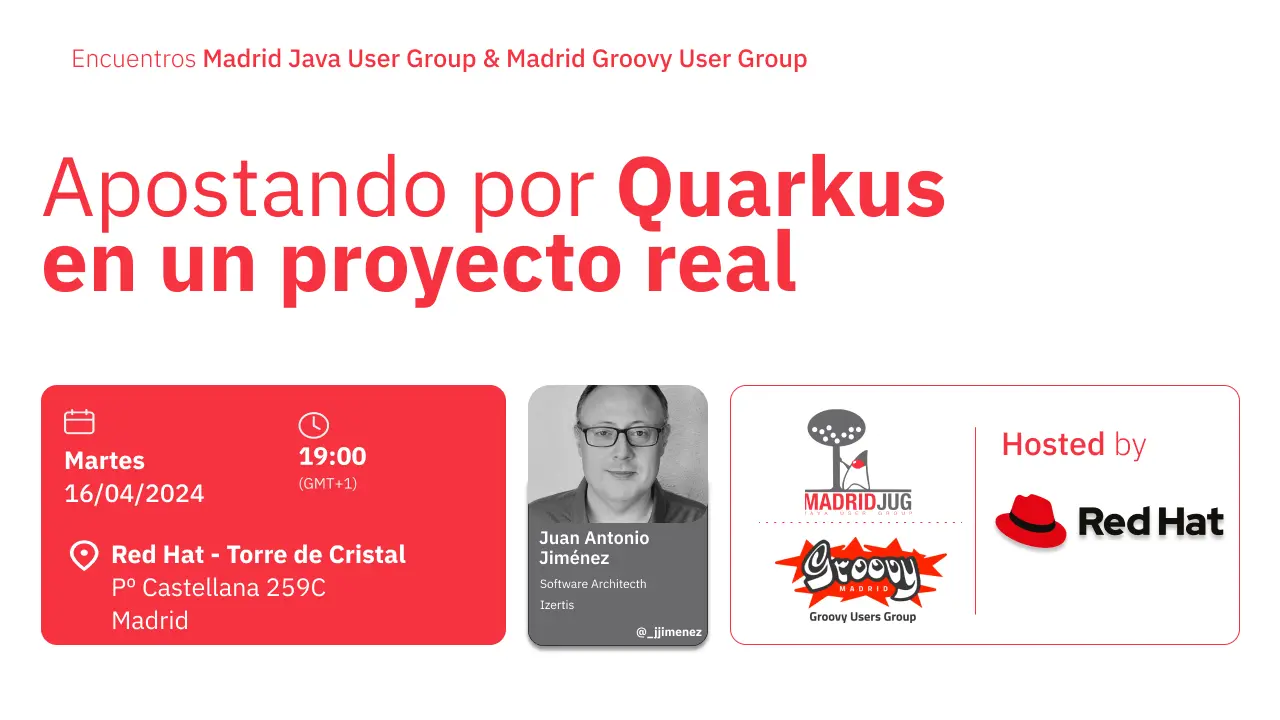 Encuentros Madrid Java User Group & Madrid Groovy User Group
Apostando por Quarkus
en un proyecto real
Martes
16/04/2024
19:00
(GMT+1)
Red Hat - Torre de Cristal
Pº Castellana 259C
Madrid
Juan Antonio
Jiménez
Software Architecth
Izertis
@_jjimenez
MADRIDJUG
JAVA USER GROUP
Groovy
MADRID
Groovy Users Group
Hosted by
Red Hat